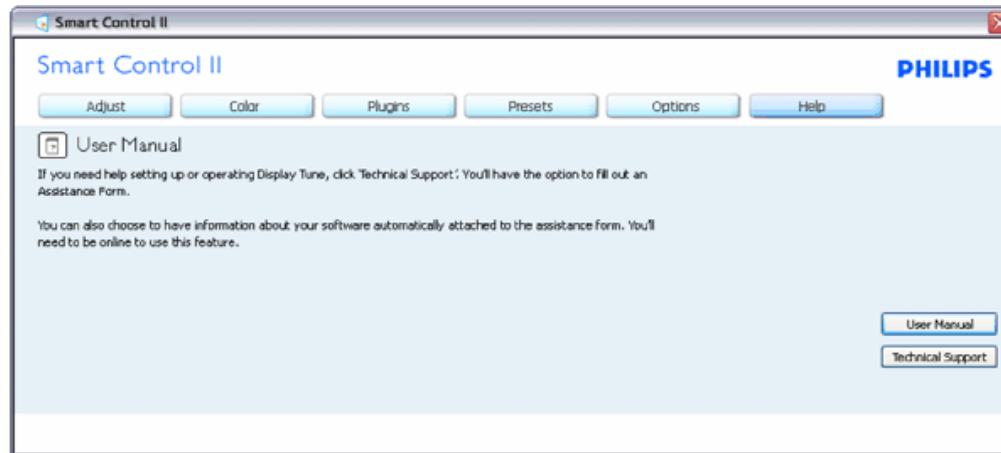 Smart Control II
Smart Control II
PHILIPS
Adjust
Color
Plugins
Presets
Options
Help
User Manual
If you need help setting up or operating Display Tune, click 'Technical Support'. You'll have the option to fill out an
Assistance Form.
You can also choose to have information about your software automatically attached to the assistance form. You'll
need to be online to use this feature.
User Manual
Technical Support